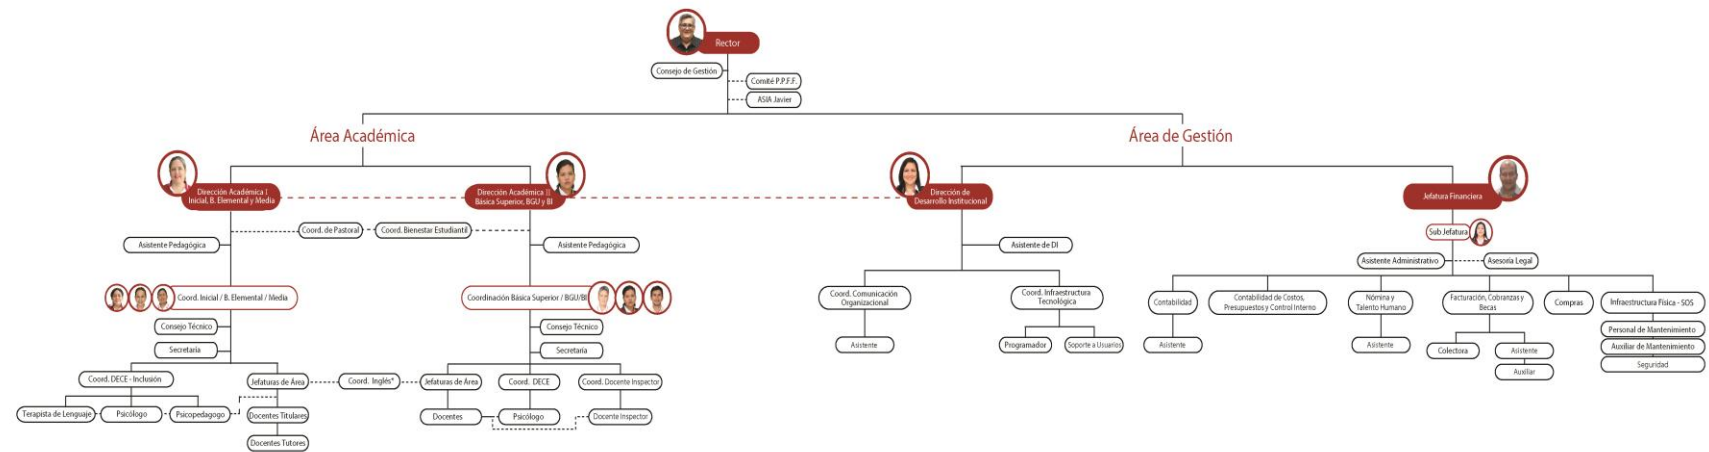 Rector
Consejo de Gestión
Comité P.P.F.F.
ASIA Javier
Área Académica
Área de Gestión
Dirección Académica I
Inicial, B. Elemental y Media
Dirección Académica II
Básica Superior, BGU y BI
Dirección de
Desarrollo Institucional
Jefatura Financiera
Coord. de Pastoral
Coord. Bienestar Estudiantil
Sub Jefatura
Asistente Pedagógica
Asistente Pedagógica
Asistente de DI
Asistente Administrativo
Asesoría Legal
Coord. Inicial / B. Elemental / Media
Coordinación Básica Superior / BGU/BI
Coord. Comunicación
Organizacional
Coord. Infraestructura
Tecnológica
Contabilidad
Contabilidad de Costos,
Presupuestos y Control Interno
Nómina y
Talento Humano
Facturación, Cobranzas y
Becas
Compras
Infraestructura Física - SOS
Consejo Técnico
Consejo Técnico
Personal de Mantenimiento
Secretaría
Secretaría
Asistente
Programador
Soporte a Usuarios
Asistente
Asistente
Colectora
Asistente
Auxiliar de Mantenimiento
Seguridad
Auxiliar
Coord. DECE - Inclusión
Jefaturas de Área
Coord. Inglés*
Jefaturas de Área
Coord. DECE
Coord. Docente Inspector
Terapista de Lenguaje
Psicólogo
Psicopedagogo
Docentes Titulares
Docentes
Psicólogo
Docente Inspector
Docentes Tutores